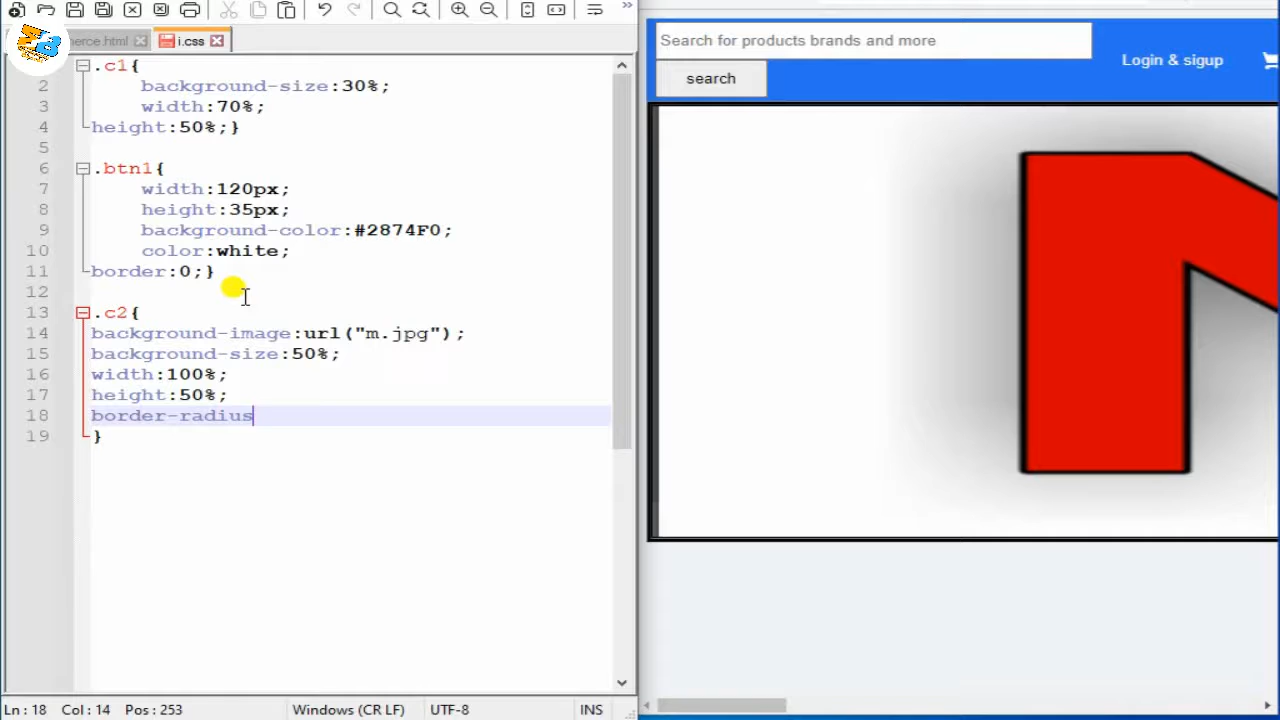 erce.html
i.css
.c1{
2 background-size:30%;
3 width:70%;
4 height:50%;}
5
6 .btn1{
7 width:120px;
8 height:35px;
9 background-color:#2874F0;
10 color:white;
11 border:0;}
12
13 .c2{
14 background-image:url("m.jpg");
15 background-size:50%;
16 width:100%;
17 height:50%;
18 border-radius
19 }
Ln : 18 Col : 14 Pos : 253 Windows (CR LF) UTF-8 INS
Search for products brands and more
search
Login & sigup